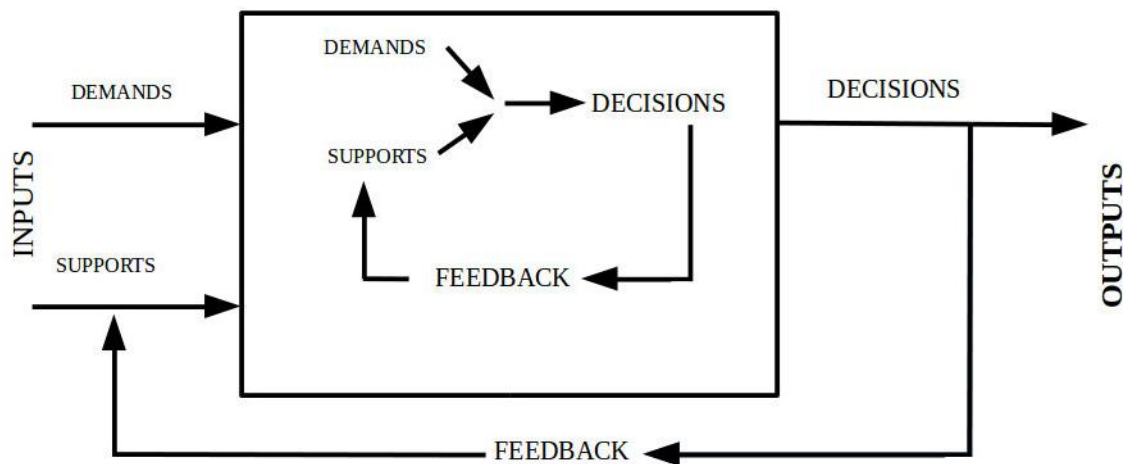 DEMANDS
DEMANDS
DECISIONS
DECISIONS
SUPPORTS
INPUTS
SUPPORTS
FEEDBACK
OUTPUTS
FEEDBACK